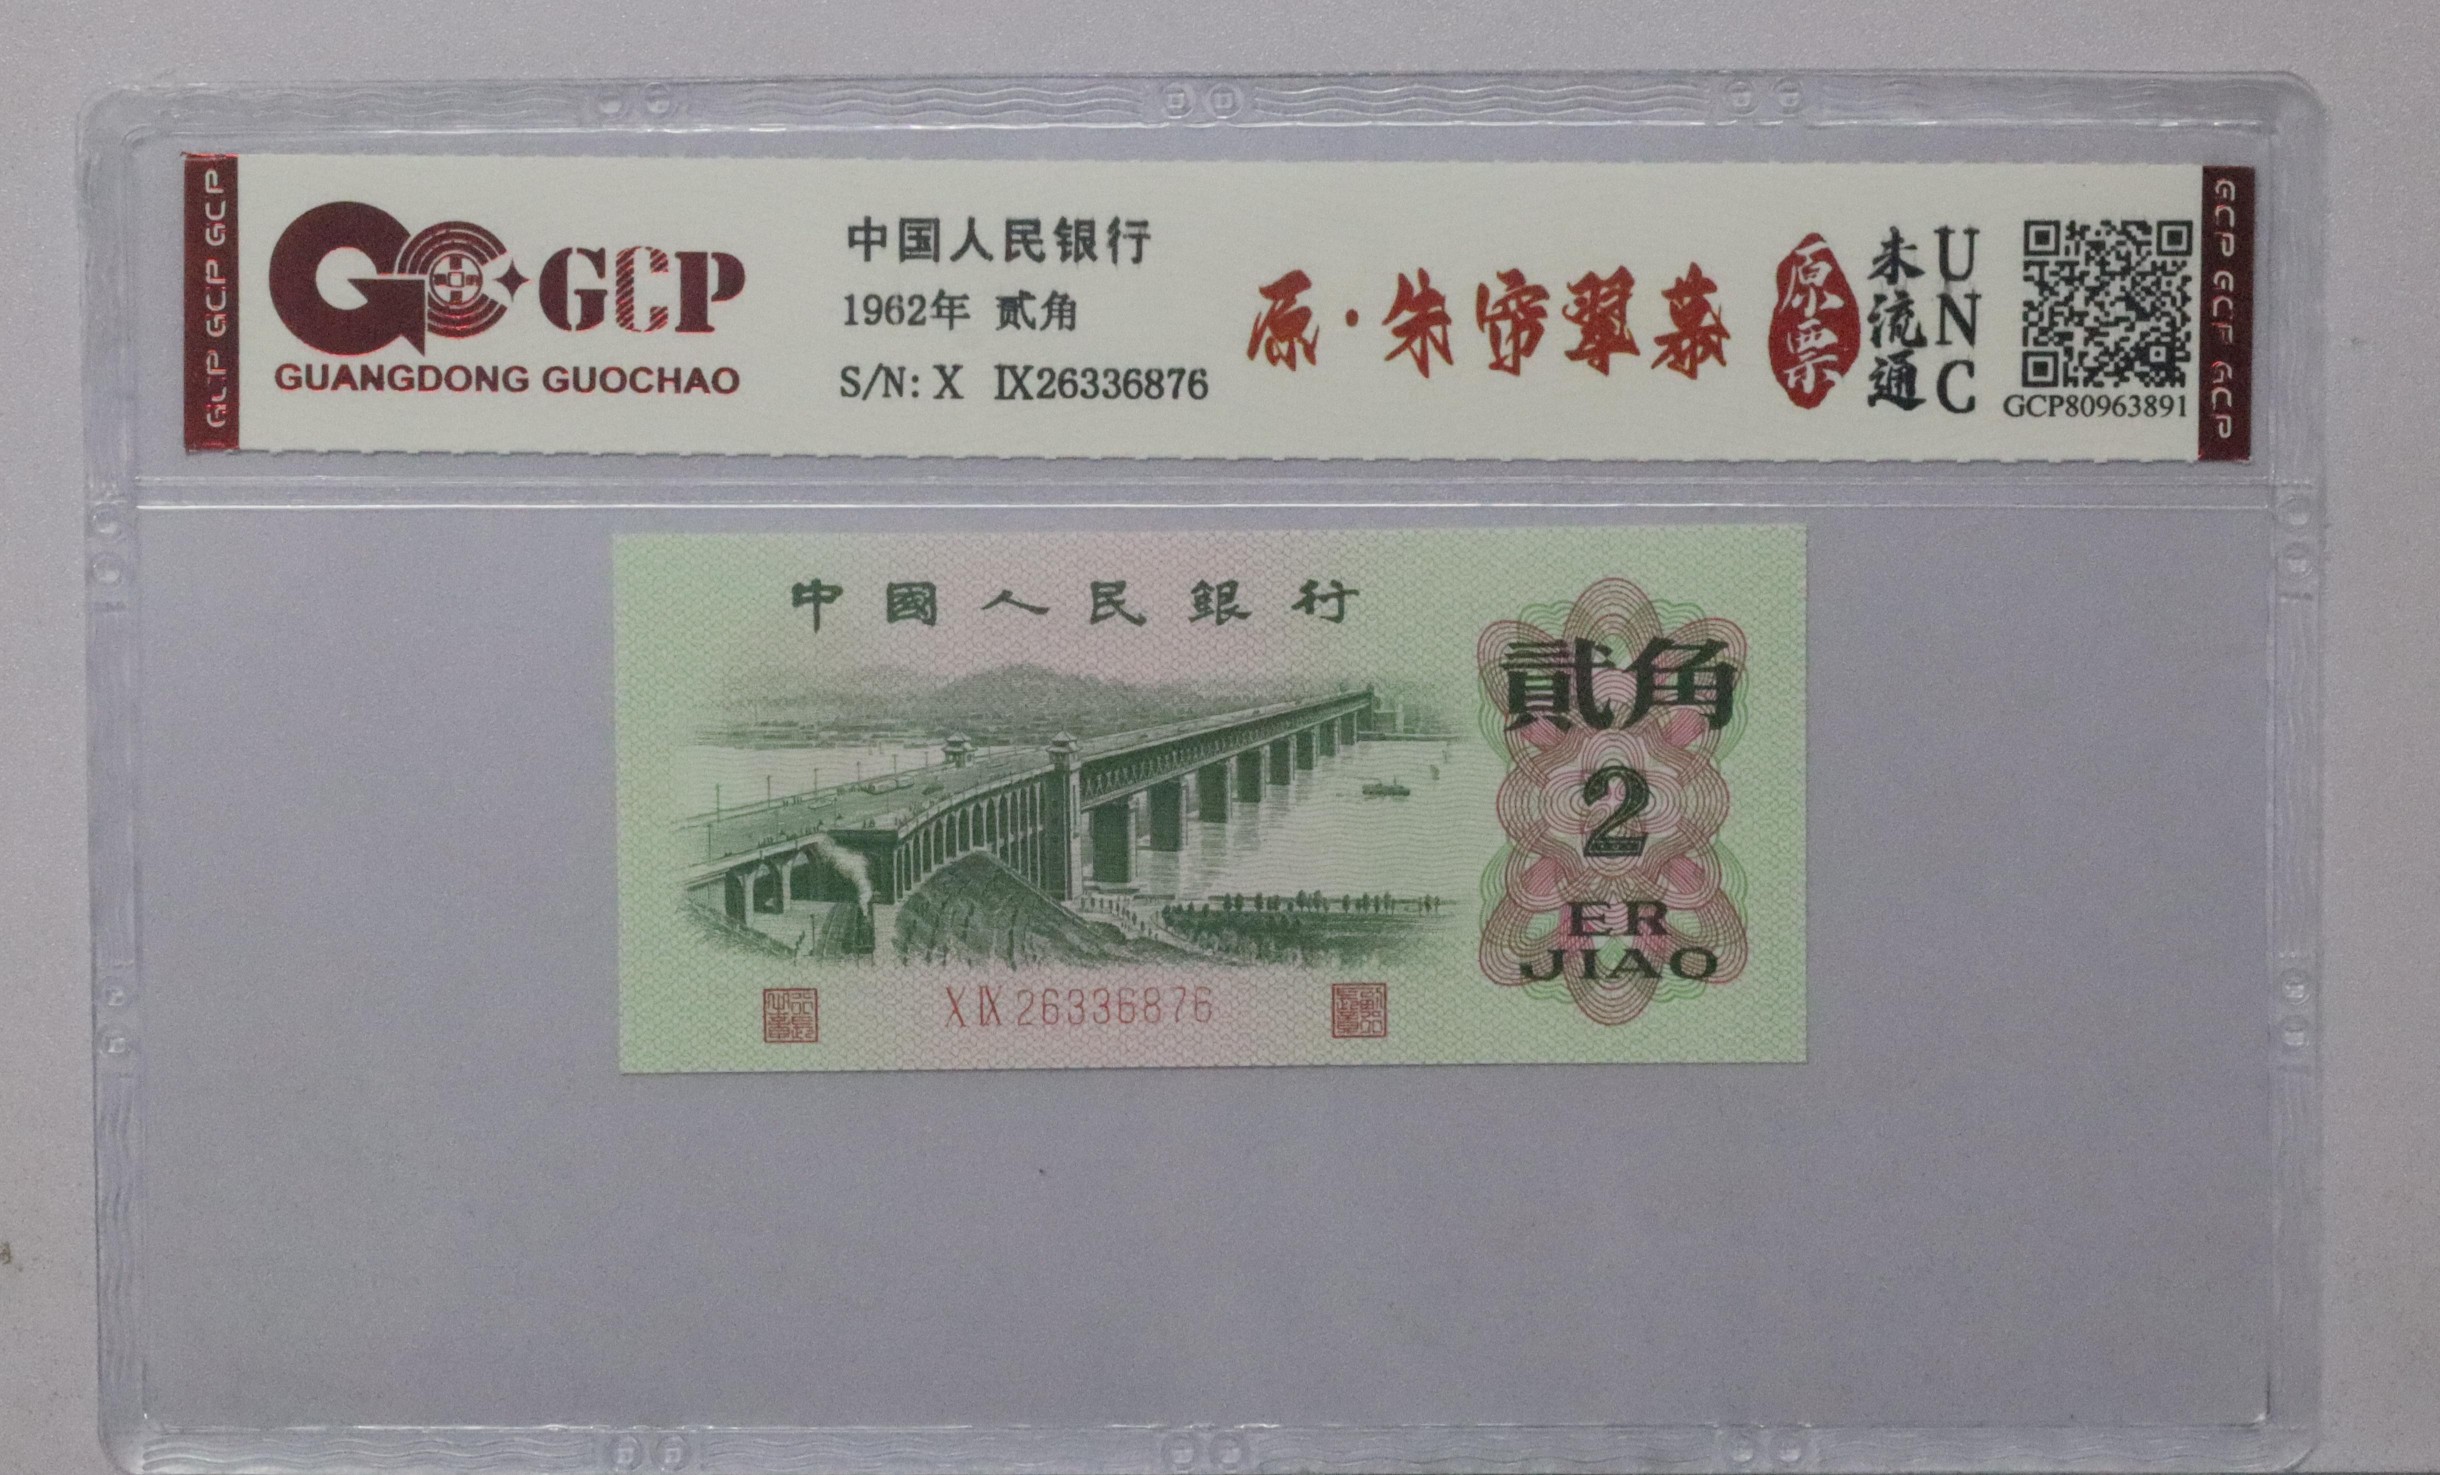 GCP GCP GCP
GCP
GUANGDONG GUOCHAO
中国人民银行
1962年 贰角
S/N: X IX26336876
原·朱帘翠幕
原票
未流通
UNC
GCP80963891
GCP GCP GCP
中國人民銀行
貳角
2
ER
JIAO
X IX 26336876